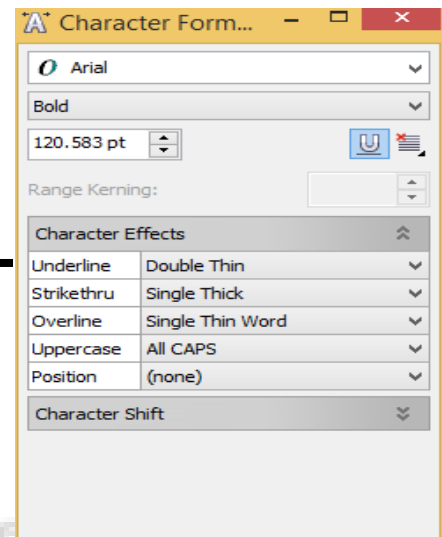 Character Form...
Arial
Bold
120.583 pt
Range Kerning:
Character Effects
Underline Double Thin
Strikethru Single Thick
Overline Single Thin Word
Uppercase All CAPS
Position (none)
Character Shift